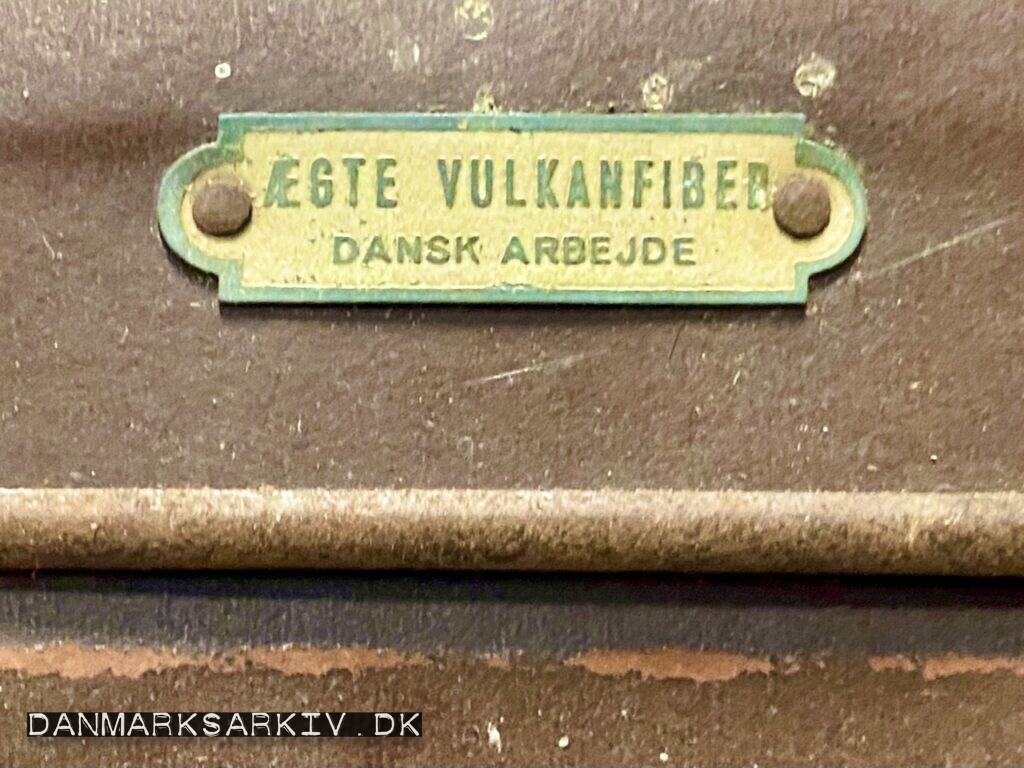 ÆGTE VULKANFIBER
DANSK ARBEJDE
DANMARKSARKIV.DK